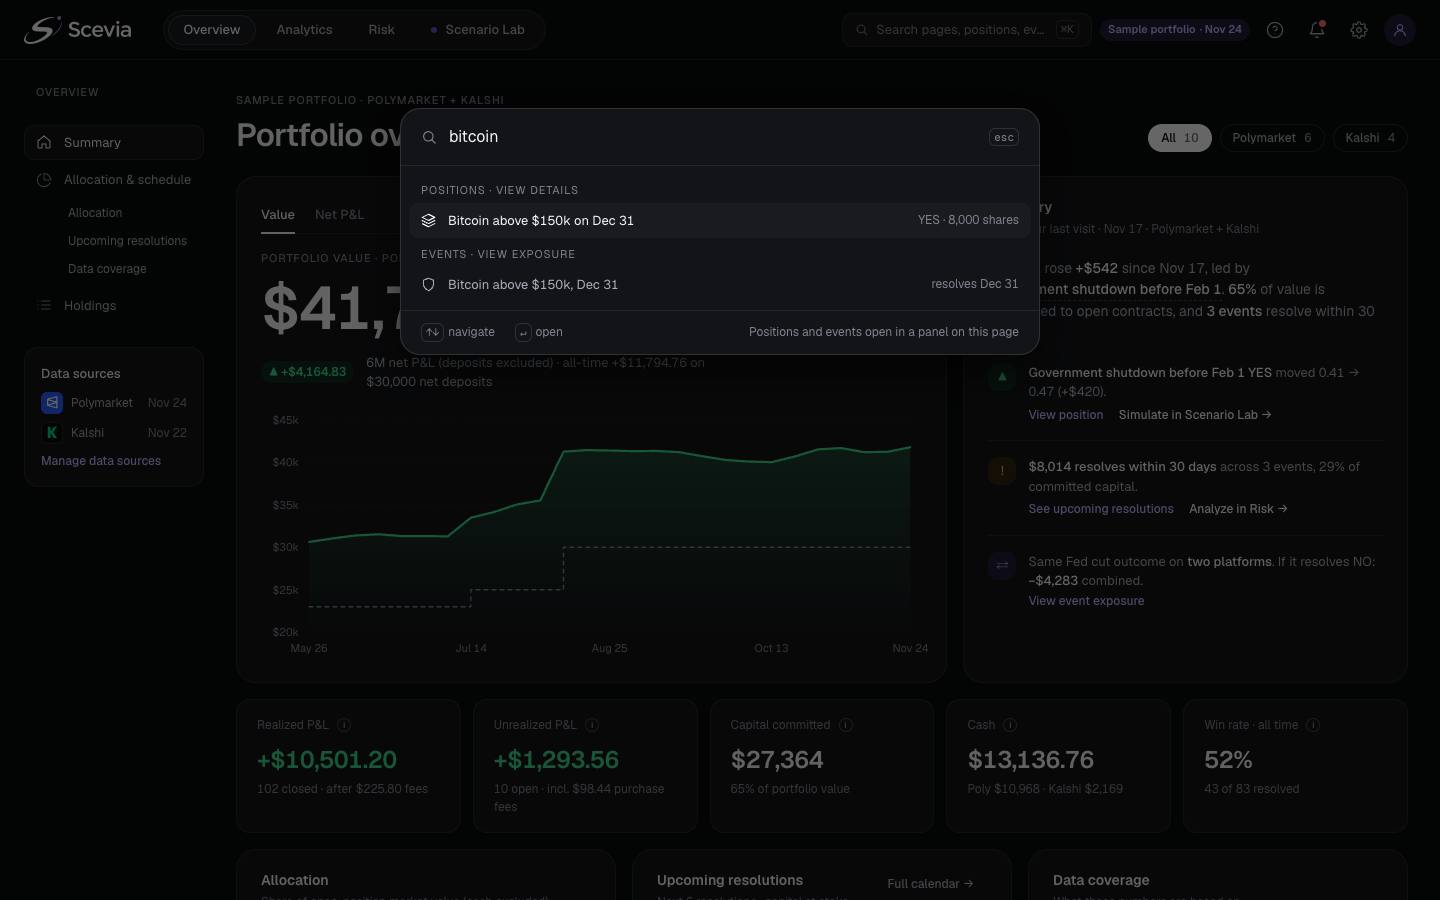 Scevia
Overview
Analytics
Risk
Scenario Lab
Search pages, positions, ev...
⌘K
Sample portfolio · Nov 24
OVERVIEW
Summary
Allocation & schedule
Allocation
Upcoming resolutions
Data coverage
Holdings
Data sources
Polymarket Nov 24
Kalshi Nov 22
Manage data sources
SAMPLE PORTFOLIO · POLYMARKET + KALSHI
Portfolio ov
All 10
Polymarket 6
Kalshi 4
bitcoin
esc
POSITIONS · VIEW DETAILS
Bitcoin above $150k on Dec 31 YES · 8,000 shares
EVENTS · VIEW EXPOSURE
Bitcoin above $150k, Dec 31 resolves Dec 31
↑↓ navigate ↵ open Positions and events open in a panel on this page
Value
Net P&L
PORTFOLIO VALUE · PO
$41,7
▲ +$4,164.83
6M net P&L (deposits excluded) · all-time +$11,794.76 on
$30,000 net deposits
$45k
$40k
$35k
$30k
$25k
$20k
May 26 Jul 14 Aug 25 Oct 13 Nov 24
ry
r last visit · Nov 17 · Polymarket + Kalshi
rose +$542 since Nov 17, led by
ment shutdown before Feb 1. 65% of value is
ed to open contracts, and 3 events resolve within 30
▲
Government shutdown before Feb 1 YES moved 0.41 →
0.47 (+$420).
View position Simulate in Scenario Lab →
!
$8,014 resolves within 30 days across 3 events, 29% of
committed capital.
See upcoming resolutions Analyze in Risk →
Same Fed cut outcome on two platforms. If it resolves NO:
−$4,283 combined.
View event exposure
Realized P&L i
+$10,501.20
102 closed · after $225.80 fees
Unrealized P&L i
+$1,293.56
10 open · incl. $98.44 purchase
fees
Capital committed i
$27,364
65% of portfolio value
Cash i
$13,136.76
Poly $10,968 · Kalshi $2,169
Win rate · all time i
52%
43 of 83 resolved
Allocation
Upcoming resolutions
Full calendar →
Data coverage